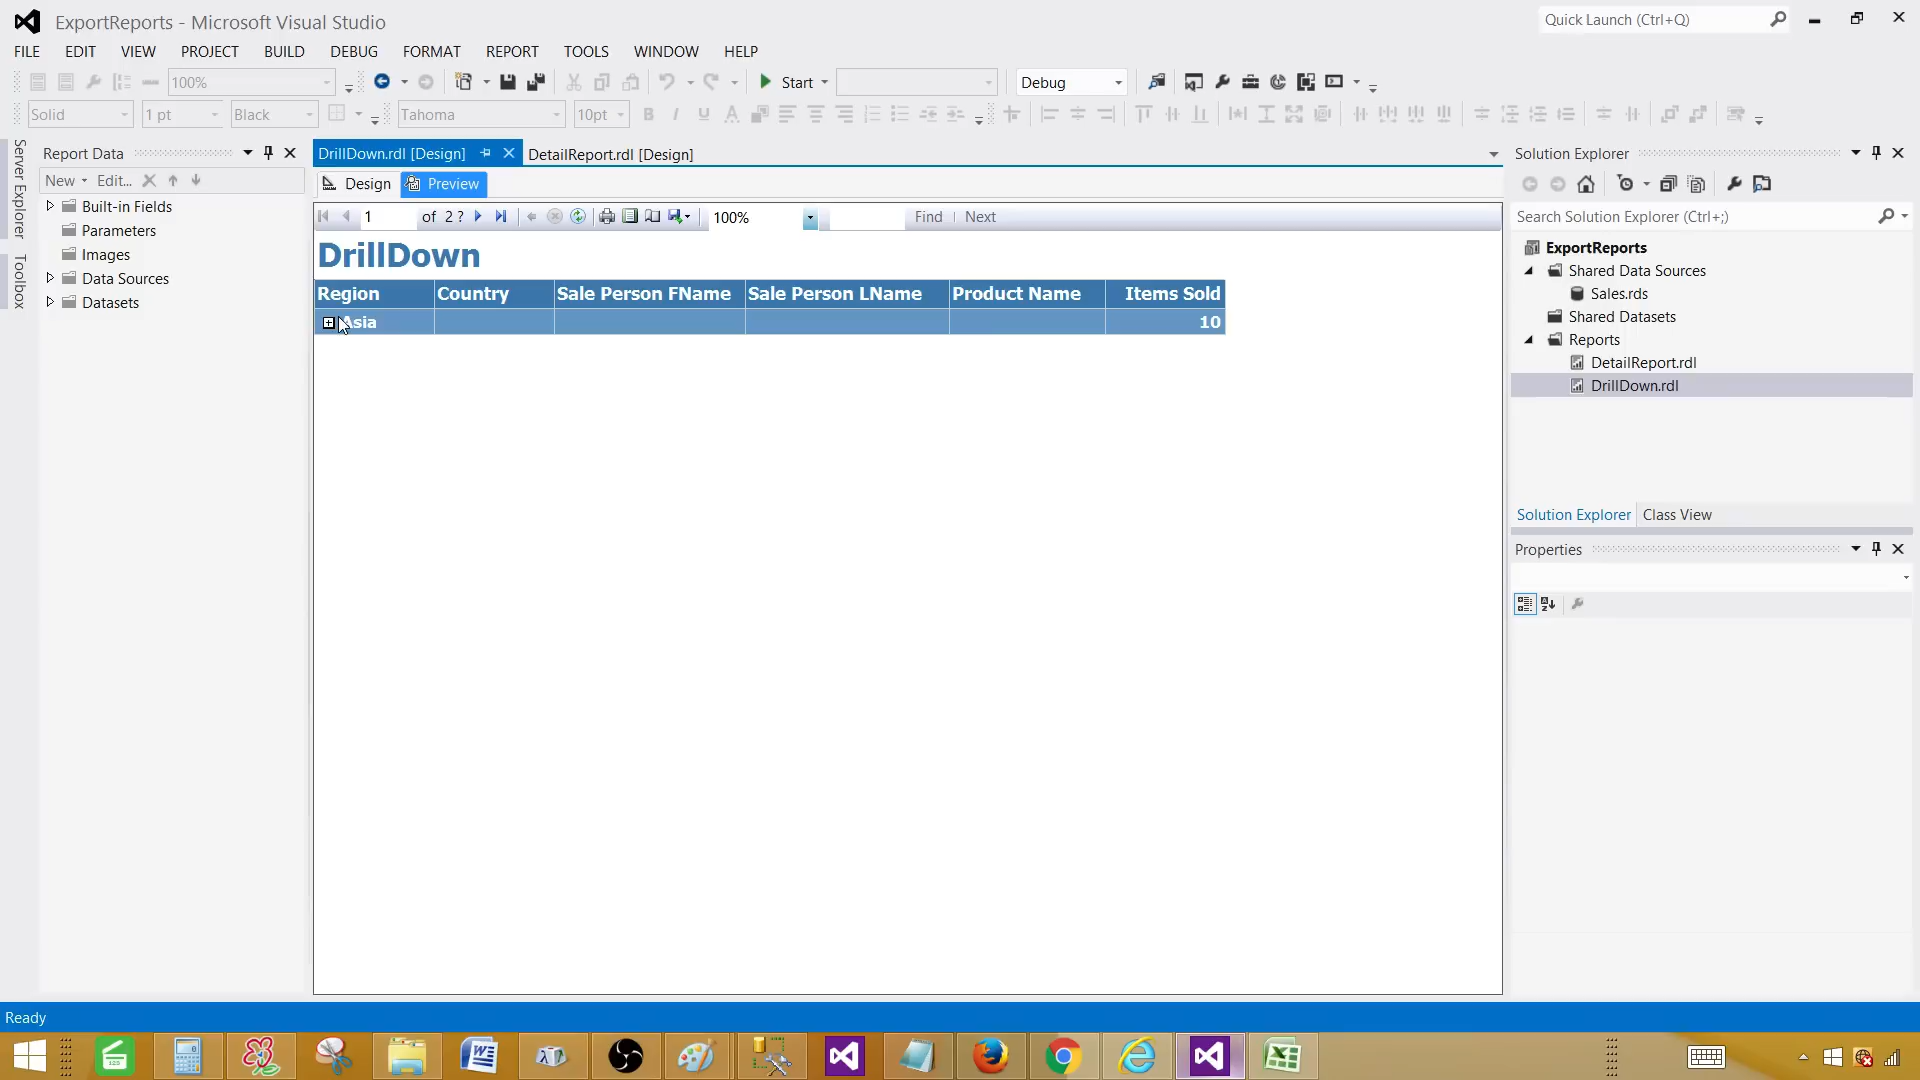 ExportReports - Microsoft Visual Studio
Quick Launch (Ctrl+Q)
FILE EDIT VIEW PROJECT BUILD DEBUG FORMAT REPORT TOOLS WINDOW HELP
100% Start Debug
Solid 1 pt Black Tahoma 10pt
Server Explorer
Toolbox
Report Data
New Edit...
Built-in Fields
Parameters
Images
Data Sources
Datasets
DrillDown.rdl [Design] DetailReport.rdl [Design]
Design Preview
1 of 2 ? 100% Find Next
DrillDown
Region Country Sale Person FName Sale Person LName Product Name Items Sold
Asia 10
Solution Explorer
Search Solution Explorer (Ctrl+;)
ExportReports
Shared Data Sources
Sales.rds
Shared Datasets
Reports
DetailReport.rdl
DrillDown.rdl
Solution Explorer Class View
Properties
Ready